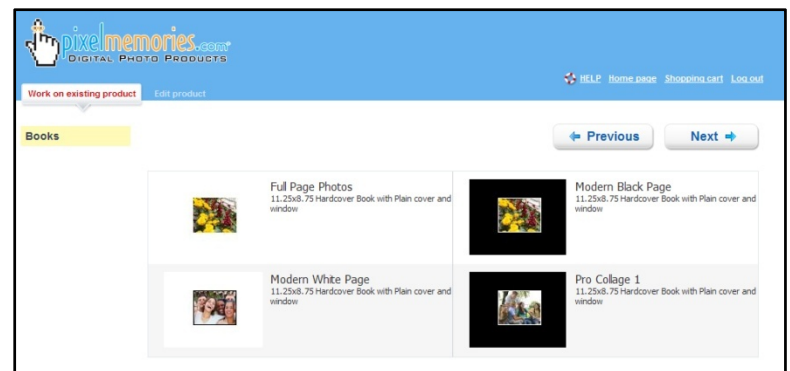 pixelmemories.com
DIGITAL PHOTO PRODUCTS
HELP Home page Shopping cart Log out
Work on existing product Edit product
Books
Previous Next
Full Page Photos
11.25x8.75 Hardcover Book with Plain cover and
window
Modern Black Page
11.25x8.75 Hardcover Book with Plain cover and
window
Modern White Page
11.25x8.75 Hardcover Book with Plain cover and
window
Pro Collage 1
11.25x8.75 Hardcover Book with Plain cover and
window